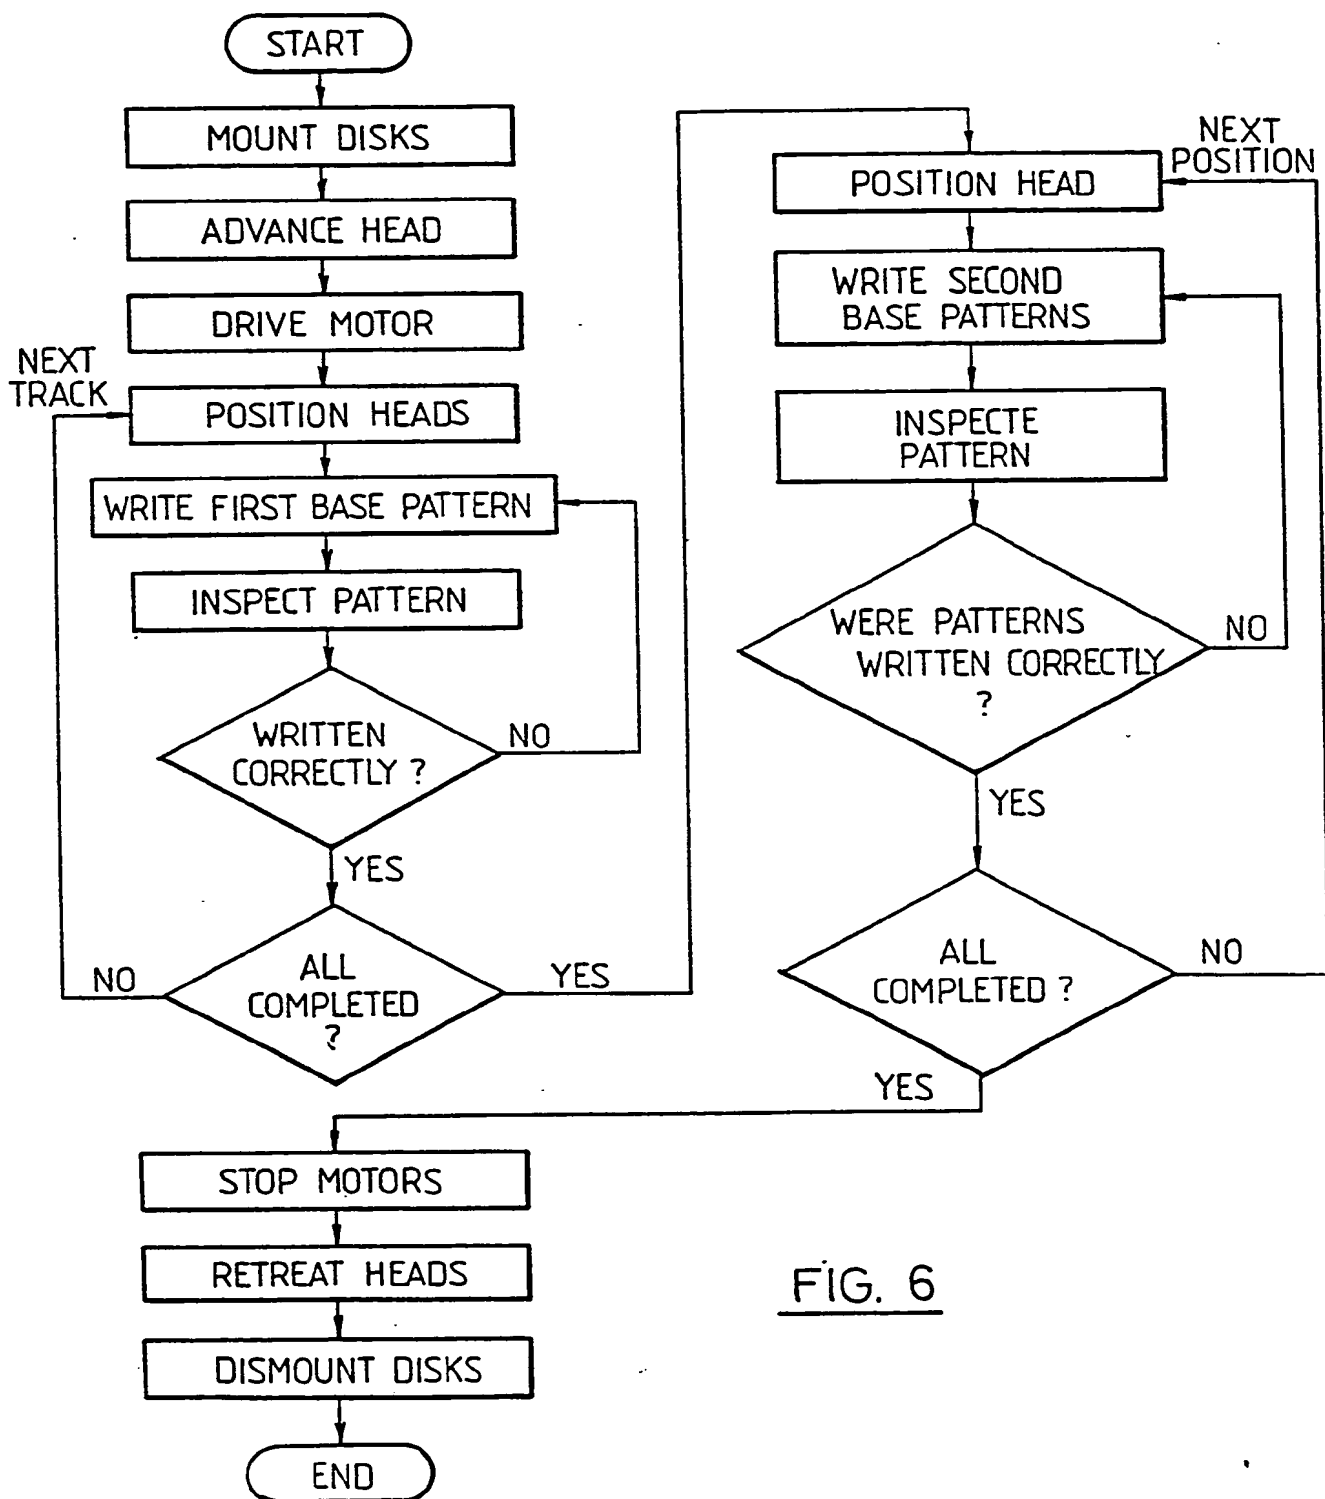 START
MOUNT DISKS
ADVANCE HEAD
DRIVE MOTOR
NEXT
TRACK
POSITION HEADS
WRITE FIRST BASE PATTERN
INSPECT PATTERN
WRITTEN
CORRECTLY ?
NO
YES
ALL
COMPLETED
?
NO
YES
NEXT
POSITION
POSITION HEAD
WRITE SECOND
BASE PATTERNS
INSPECTE
PATTERN
WERE PATTERNS
WRITTEN CORRECTLY
?
NO
YES
ALL
COMPLETED ?
NO
YES
STOP MOTORS
RETREAT HEADS
DISMOUNT DISKS
END
FIG. 6